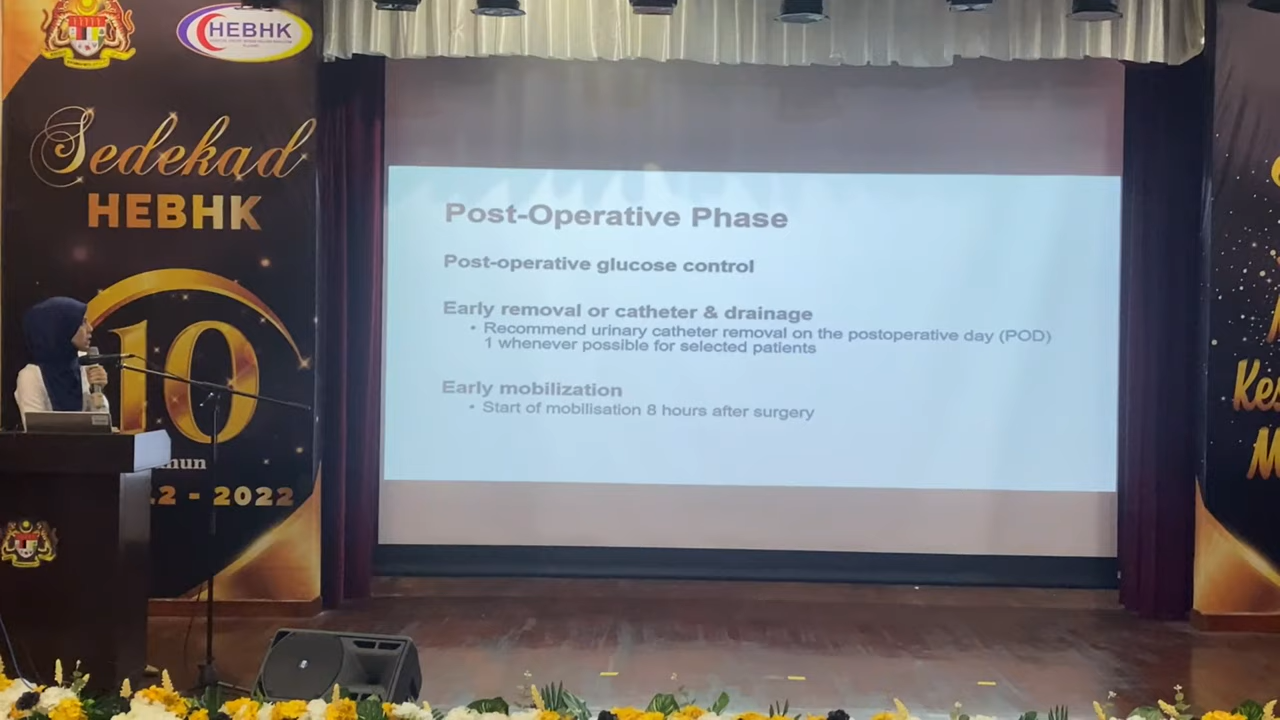 HEBHK
Sedekad
HEBHK
10
2 - 2022
Post-Operative Phase
Post-operative glucose control
Early removal or catheter & drainage
• Recommend urinary catheter removal on the postoperative day (POD)
1 whenever possible for selected patients
Early mobilization
• Start of mobilisation 8 hours after surgery